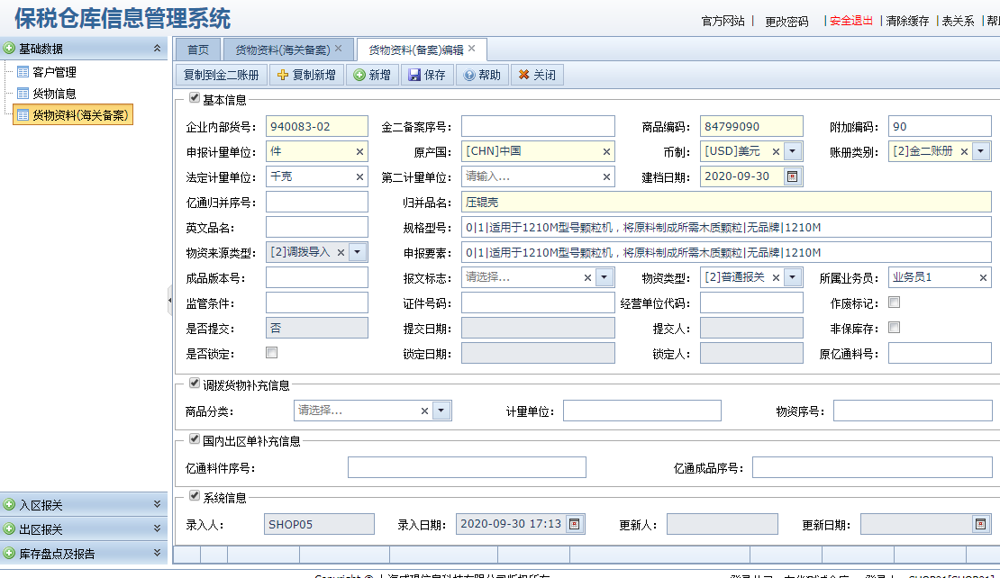 保税仓库信息管理系统
官方网站 | 更改密码 | 安全退出 | 清除缓存 | 表关系 | 帮
基础数据
客户管理
货物信息
货物资料(海关备案)
入区报关
出区报关
库存盘点及报告
首页 货物资料(海关备案) × 货物资料(备案)编辑 ×
复制到金二账册 复制新增 新增 保存 帮助 关闭
基本信息
企业内部货号: 940083-02 金二备案序号: 商品编码: 84799090 附加编码: 90
申报计量单位: 件 × 原产国: [CHN]中国 × 币制: [USD]美元 × 账册类别: [2]金二账册 ×
法定计量单位: 千克 × 第二计量单位: 请输入... × 建档日期: 2020-09-30
亿通归并序号: 归并品名: 压辊壳
英文品名: 规格型号: 0|1|适用于1210M型号颗粒机，将原料制成所需木质颗粒|无品牌|1210M
物资来源类型: [2]调拨导入 × 申报要素: 0|1|适用于1210M型号颗粒机，将原料制成所需木质颗粒|无品牌|1210M
成品版本号: 报文标志: 请选择... × 物资类型: [2]普通报关 × 所属业务员: 业务员1 ×
监管条件: 证件号码: 经营单位代码: 作废标记:
是否提交: 否 提交日期: 提交人: 非保库存:
是否锁定: 锁定日期: 锁定人: 原亿通料号:
调拨货物补充信息
商品分类: 请选择... × 计量单位: 物资序号:
国内出区单补充信息
亿通料件序号: 亿通成品序号:
系统信息
录入人: SHOP05 录入日期: 2020-09-30 17:13 更新人: 更新日期: